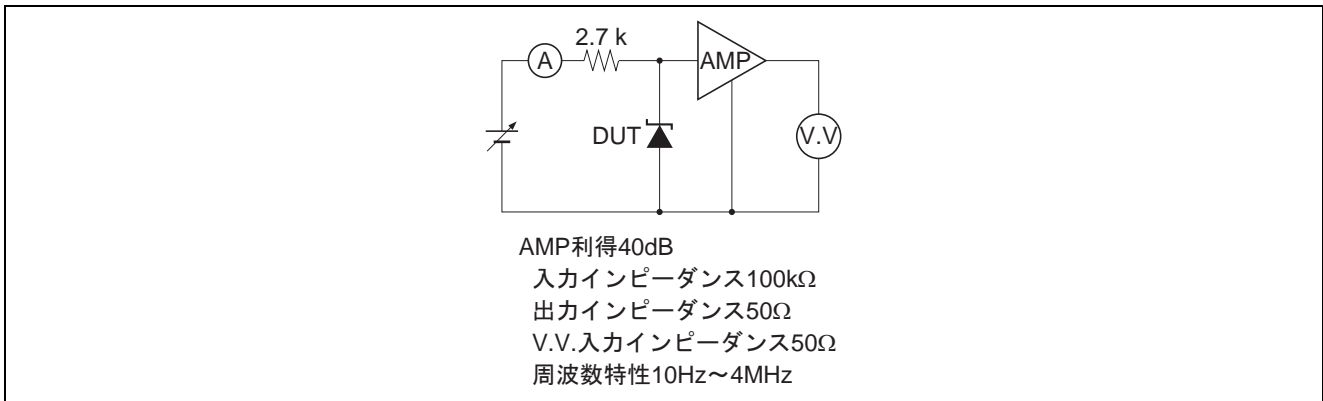 2.7 k
A
AMP
DUT
V.V
AMP利得40dB
入力インピーダンス100kΩ
出力インピーダンス50Ω
V.V.入力インピーダンス50Ω
周波数特性10Hz～4MHz